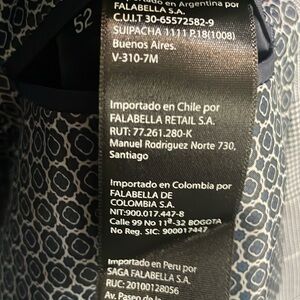 52
Importado en Argentina por
FALABELLA S.A.
C.U.I.T 30-65572582-9
SUIPACHA 1111 P.18(1008)
Buenos Aires.
V-310-7M
Importado en Chile por
FALABELLA RETAIL S.A.
RUT: 77.261.280-K
Manuel Rodriguez Norte 730,
Santiago
Importado en Colombia por
FALABELLA DE
COLOMBIA S.A.
NIT:900.017.447-8
Calle 99 No 11ª-32 BOGOTA
No Reg. SIC: 900017447
Importado en Peru por
SAGA FALABELLA S.A.
RUC: 20100128056
Av. Paseo de la